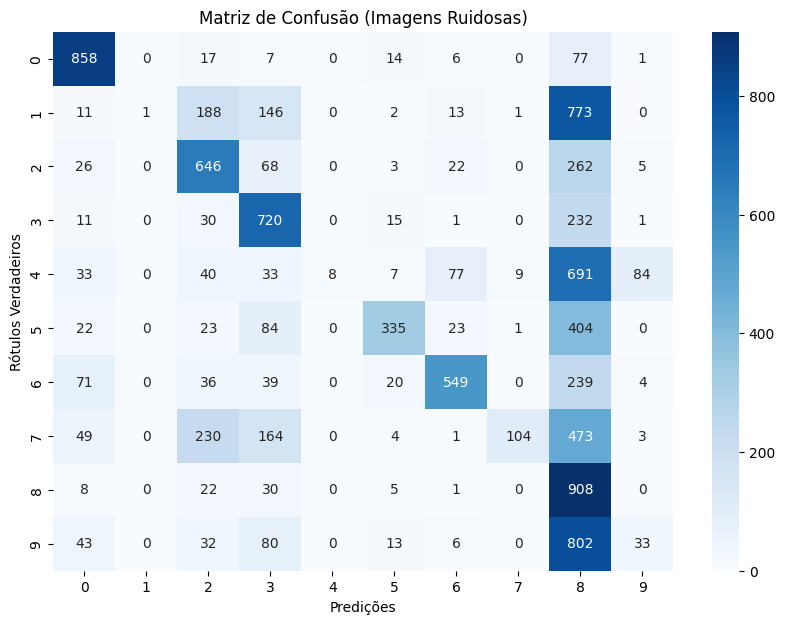 Matriz de Confusão (Imagens Ruidosas)
Rótulos Verdadeiros
0 858 0 17 7 0 14 6 0 77 1
1 11 1 188 146 0 2 13 1 773 0
2 26 0 646 68 0 3 22 0 262 5
3 11 0 30 720 0 15 1 0 232 1
4 33 0 40 33 8 7 77 9 691 84
5 22 0 23 84 0 335 23 1 404 0
6 71 0 36 39 0 20 549 0 239 4
7 49 0 230 164 0 4 1 104 473 3
8 8 0 22 30 0 5 1 0 908 0
9 43 0 32 80 0 13 6 0 802 33
0 1 2 3 4 5 6 7 8 9
Predições
800
600
400
200
0